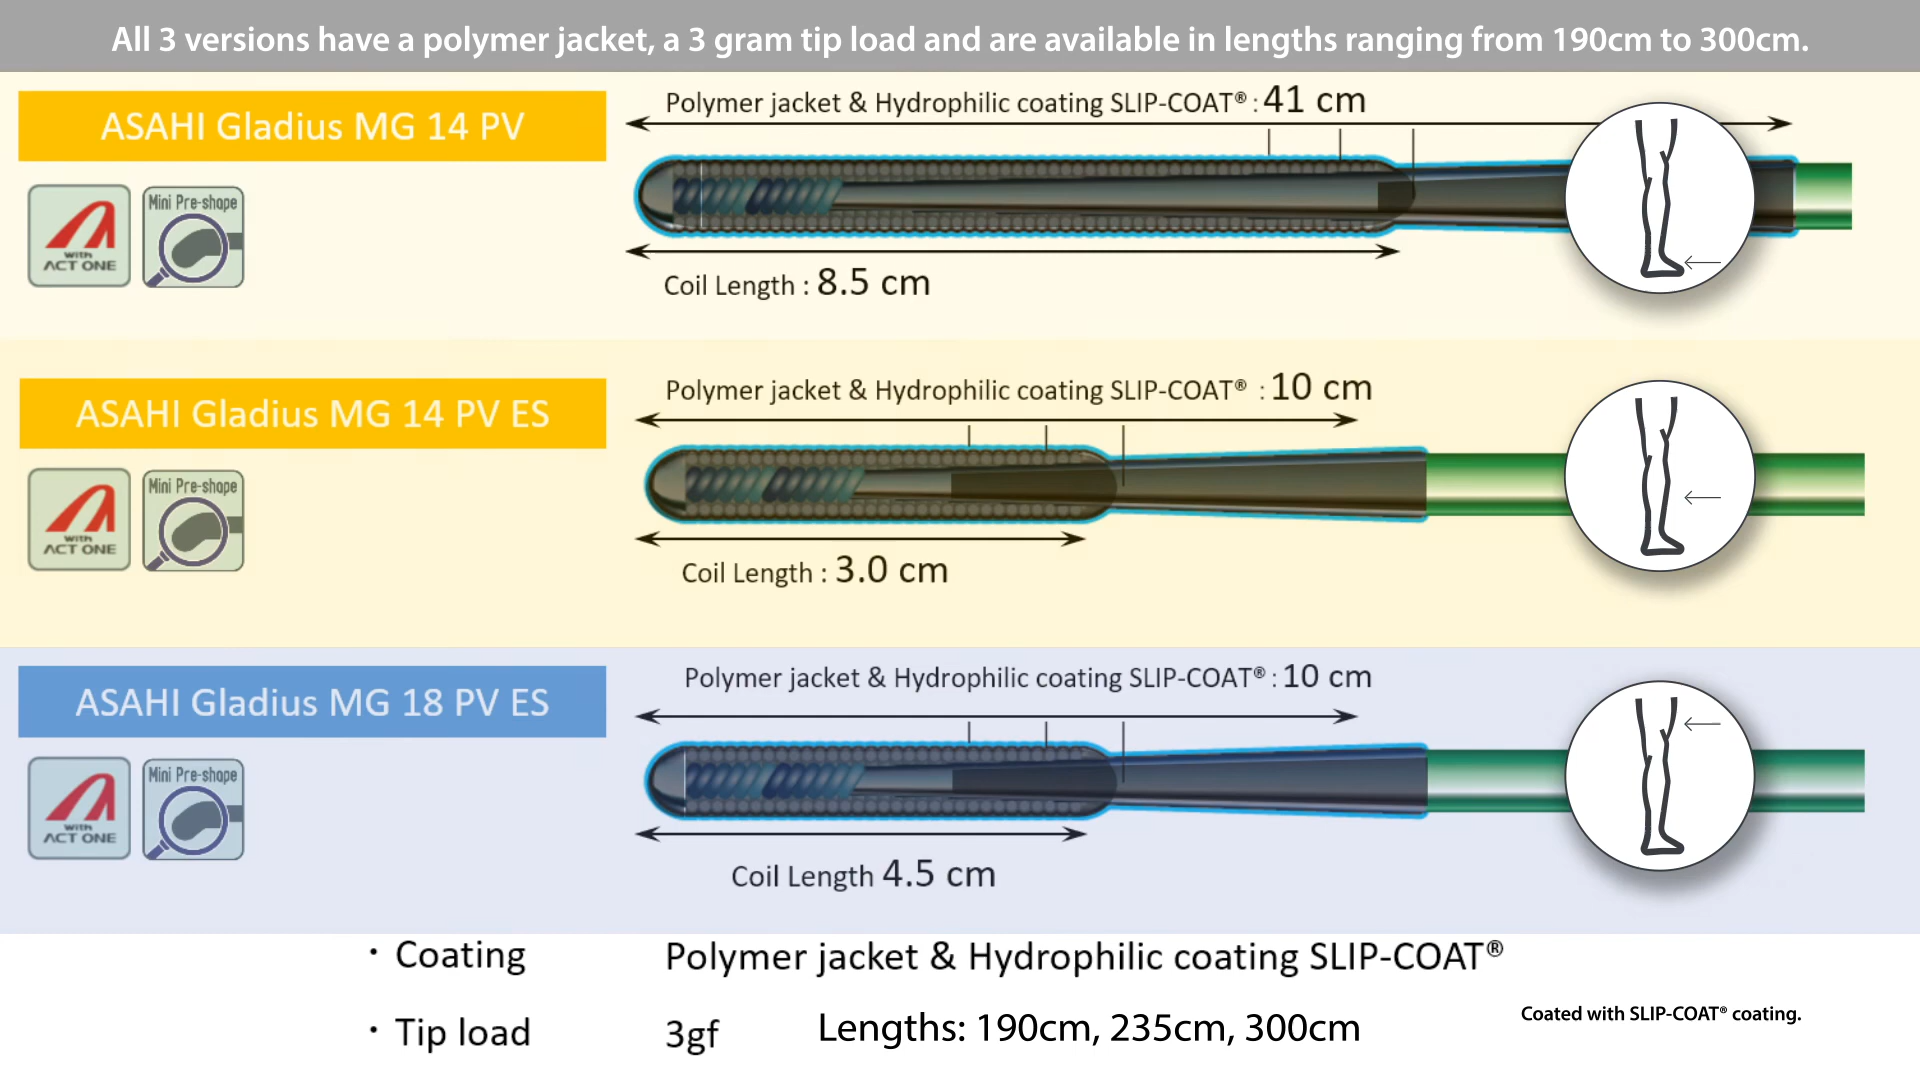 All 3 versions have a polymer jacket, a 3 gram tip load and are available in lengths ranging from 190cm to 300cm.
ASAHI Gladius MG 14 PV
Polymer jacket & Hydrophilic coating SLIP-COAT® : 41 cm
WITH
ACT ONE
Mini Pre-shape
Coil Length : 8.5 cm
ASAHI Gladius MG 14 PV ES
Polymer jacket & Hydrophilic coating SLIP-COAT® : 10 cm
WITH
ACT ONE
Mini Pre-shape
Coil Length : 3.0 cm
ASAHI Gladius MG 18 PV ES
Polymer jacket & Hydrophilic coating SLIP-COAT® : 10 cm
WITH
ACT ONE
Mini Pre-shape
Coil Length 4.5 cm
・ Coating Polymer jacket & Hydrophilic coating SLIP-COAT®
・ Tip load 3gf Lengths: 190cm, 235cm, 300cm
Coated with SLIP-COAT® coating.